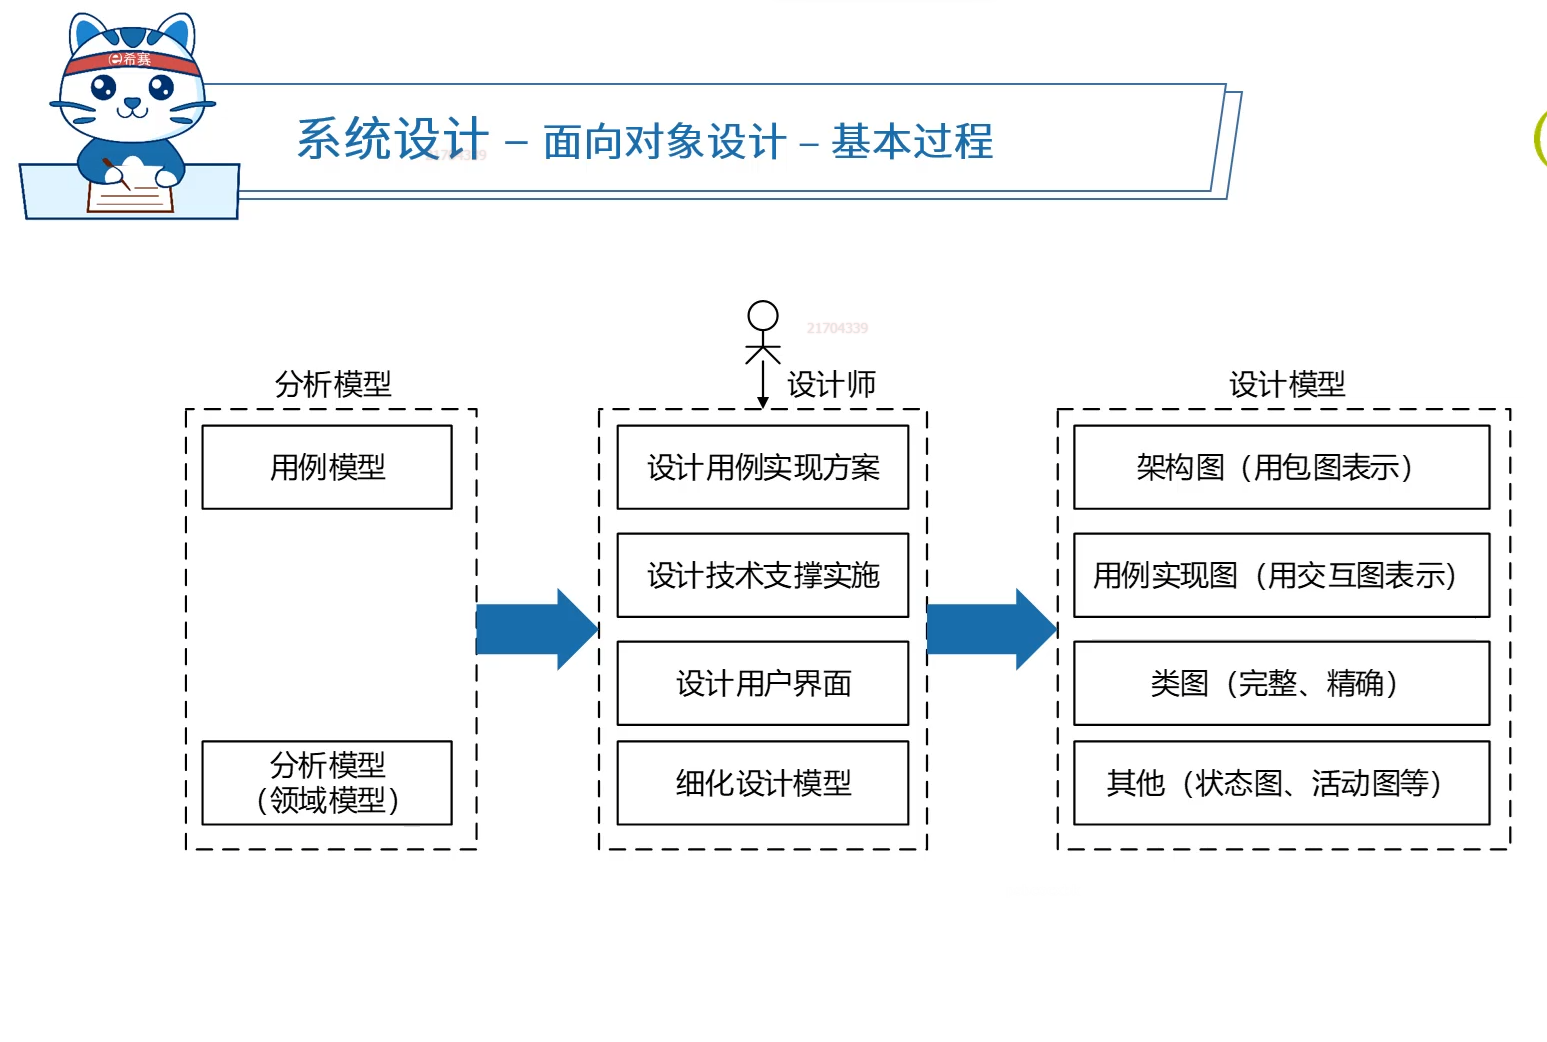 e希赛
系统设计 – 面向对象设计 – 基本过程
21704339
21704339
分析模型
设计师
设计模型
用例模型
设计用例实现方案
架构图（用包图表示）
设计技术支撑实施
用例实现图（用交互图表示）
设计用户界面
类图（完整、精确）
分析模型
（领域模型）
细化设计模型
其他（状态图、活动图等）